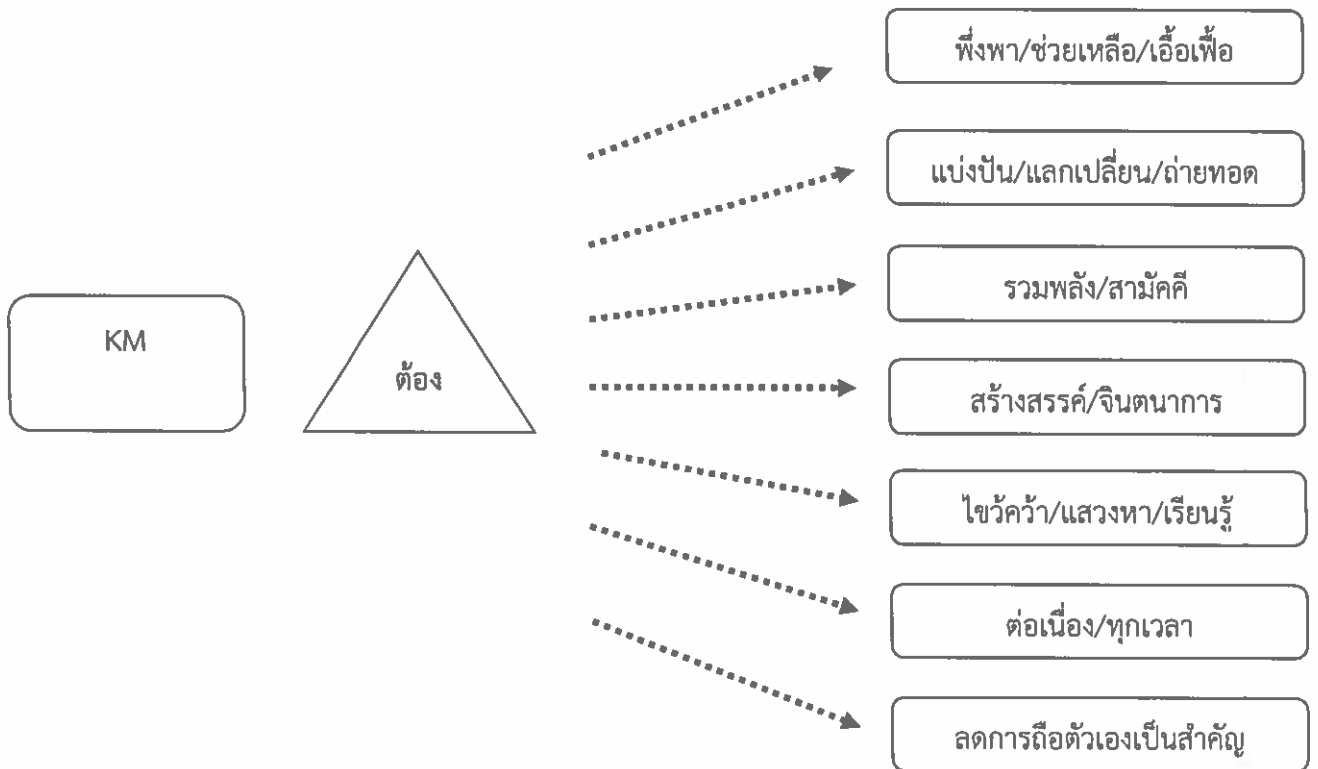 พึ่งพา/ช่วยเหลือ/เอื้อเฟื้อ
แบ่งปัน/แลกเปลี่ยน/ถ่ายทอด
รวมพลัง/สามัคคี
KM
ต้อง
สร้างสรรค์/จินตนาการ
ไขว้คว้า/แสวงหา/เรียนรู้
ต่อเนื่อง/ทุกเวลา
ลดการถือตัวเองเป็นสำคัญ